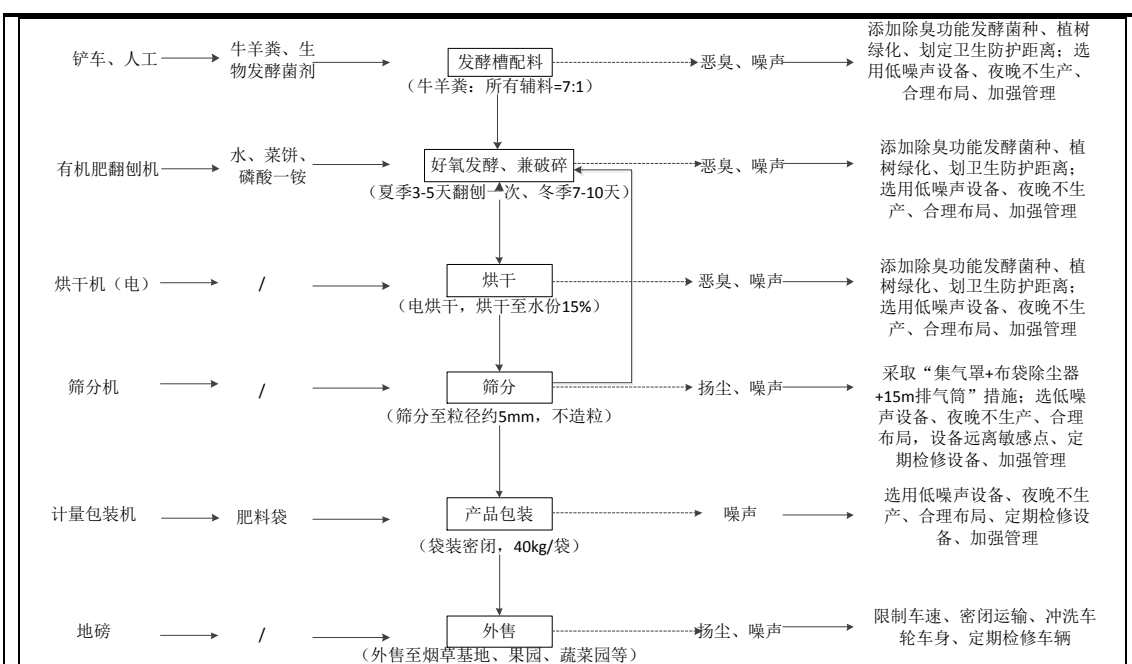 铲车、人工
牛羊粪、生
物发酵菌剂
发酵槽配料
（牛羊粪：所有辅料=7:1）
恶臭、噪声
添加除臭功能发酵菌种、植树
绿化、划定卫生防护距离；选
用低噪声设备、夜晚不生产、
合理布局、加强管理
有机肥翻刨机
水、菜饼、
磷酸一铵
好氧发酵、兼破碎
（夏季3-5天翻刨一次、冬季7-10天）
恶臭、噪声
添加除臭功能发酵菌种、植
树绿化、划卫生防护距离；
选用低噪声设备、夜晚不生
产、合理布局、加强管理
烘干机（电）
/
烘干
（电烘干，烘干至水份15%）
恶臭、噪声
添加除臭功能发酵菌种、植
树绿化、划卫生防护距离；
选用低噪声设备、夜晚不生
产、合理布局、加强管理
筛分机
/
筛分
（筛分至粒径约5mm，不造粒）
扬尘、噪声
采取“集气罩+布袋除尘器
+15m排气筒”措施；选低噪
声设备、夜晚不生产、合理
布局，设备远离敏感点、定
期检修设备、加强管理
计量包装机
肥料袋
产品包装
（袋装密闭，40kg/袋）
噪声
选用低噪声设备、夜晚不生
产、合理布局、定期检修设
备、加强管理
地磅
/
外售
（外售至烟草基地、果园、蔬菜园等）
扬尘、噪声
限制车速、密闭运输、冲洗车
轮车身、定期检修车辆